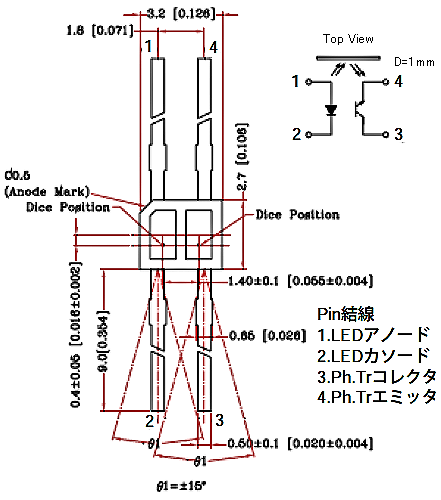 3.2 [0.126]
1.8 [0.071]
1
4
Top View
D=1mm
1
4
2
3
2.7 [0.106]
C0.5
(Anode Mark)
Dice Position
Dice Position
0.4±0.05 [0.016±0.002]
9.0[0.354]
1.40±0.1 [0.055±0.004]
0.65 [0.026]
Pin結線
1.LEDアノード
2.LEDカソード
3.Ph.Trコレクタ
4.Ph.Trエミッタ
2
3
0.50±0.1 [0.020±0.004]
θ1
θ1
θ1=±15°